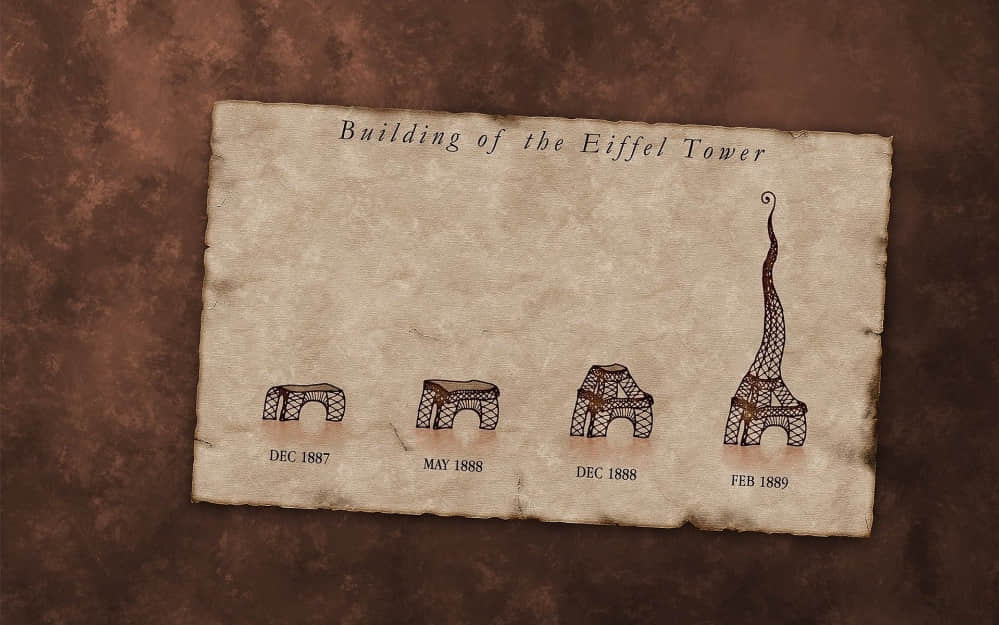 Building of the Eiffel Tower
DEC 1887
MAY 1888
DEC 1888
FEB 1889